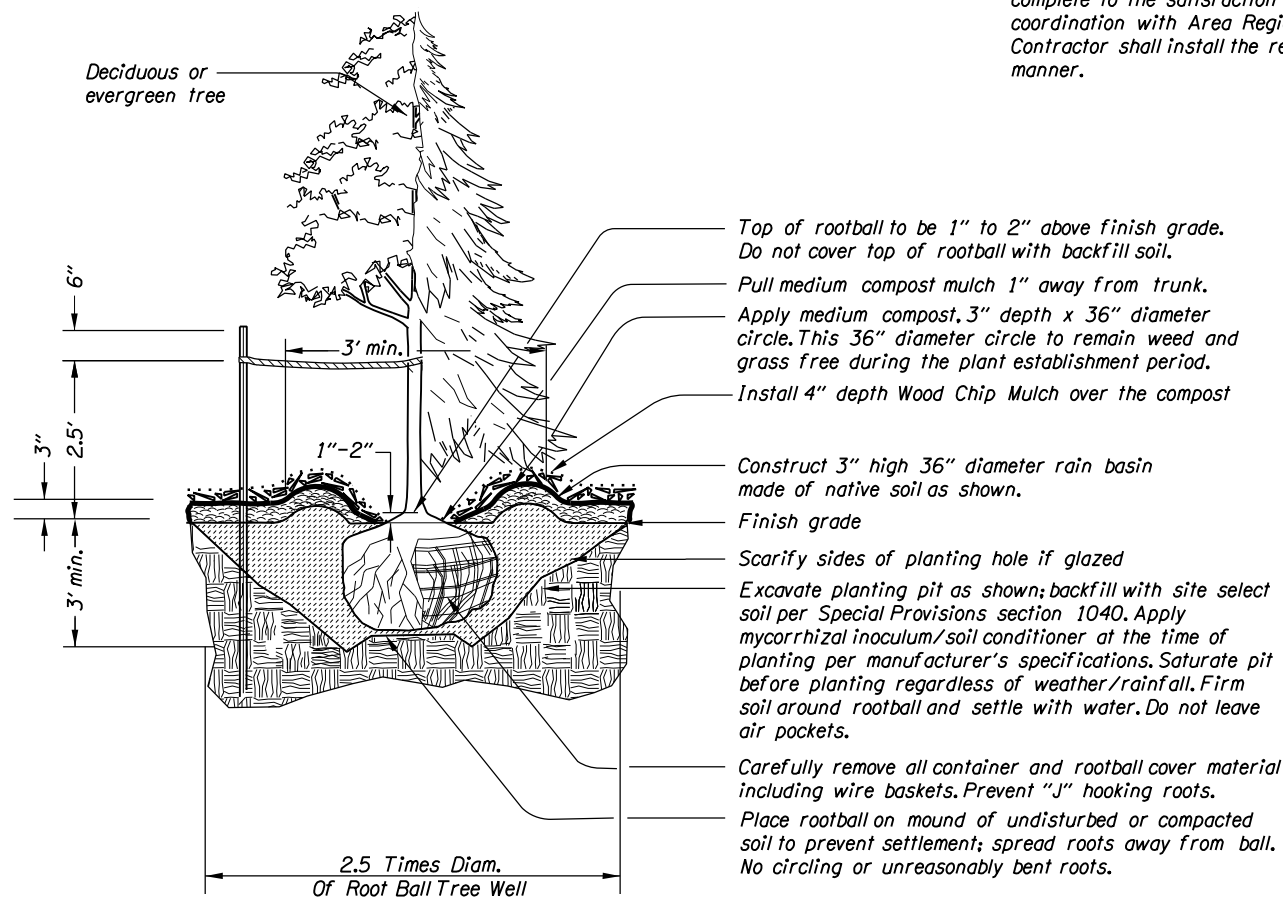 complete to the satisfaction
coordination with Area Regi
Contractor shall install the re
manner.
Deciduous or
evergreen tree
Top of rootball to be 1" to 2" above finish grade.
Do not cover top of rootball with backfill soil.
Pull medium compost mulch 1" away from trunk.
Apply medium compost, 3" depth x 36" diameter
circle. This 36" diameter circle to remain weed and
grass free during the plant establishment period.
Install 4" depth Wood Chip Mulch over the compost
Construct 3" high 36" diameter rain basin
made of native soil as shown.
Finish grade
Scarify sides of planting hole if glazed
Excavate planting pit as shown; backfill with site select
soil per Special Provisions section 1040. Apply
mycorrhizal inoculum/soil conditioner at the time of
planting per manufacturer's specifications. Saturate pit
before planting regardless of weather/rainfall. Firm
soil around rootball and settle with water. Do not leave
air pockets.
Carefully remove all container and rootball cover material
including wire baskets. Prevent "J" hooking roots.
Place rootball on mound of undisturbed or compacted
soil to prevent settlement; spread roots away from ball.
No circling or unreasonably bent roots.
6"
3' min.
2.5'
3"
1"-2"
3' min.
2.5 Times Diam.
Of Root Ball Tree Well